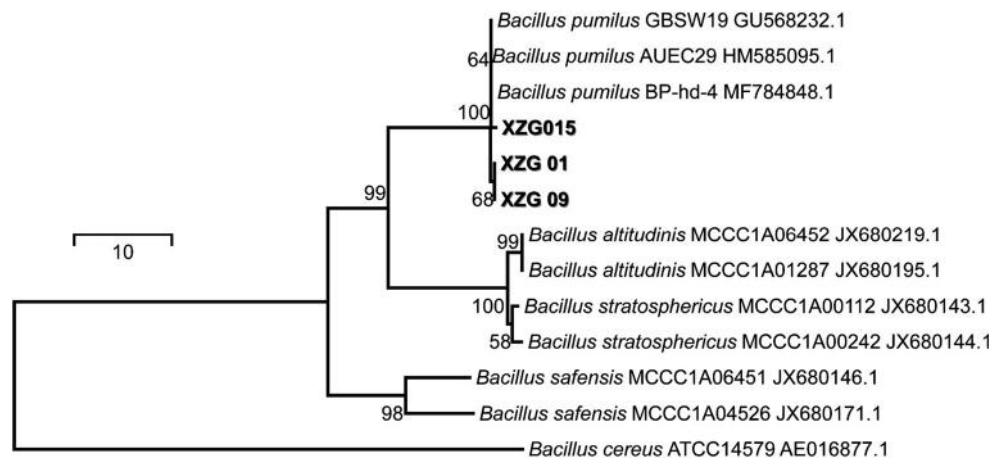 Bacillus pumilus GBSW19 GU568232.1
64
Bacillus pumilus AUEC29 HM585095.1
Bacillus pumilus BP-hd-4 MF784848.1
100
XZG015
XZG 01
99
68
XZG 09
10
99
Bacillus altitudinis MCCC1A06452 JX680219.1
Bacillus altitudinis MCCC1A01287 JX680195.1
100
Bacillus stratosphericus MCCC1A00112 JX680143.1
58
Bacillus stratosphericus MCCC1A00242 JX680144.1
Bacillus safensis MCCC1A06451 JX680146.1
98
Bacillus safensis MCCC1A04526 JX680171.1
Bacillus cereus ATCC14579 AE016877.1